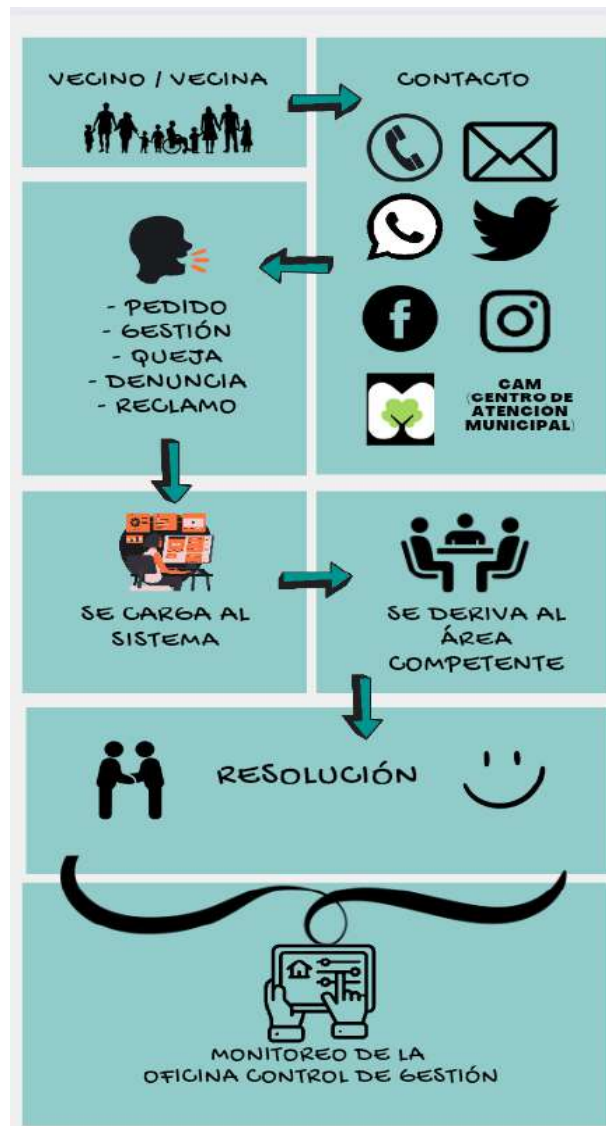 VECINO / VECINA
CONTACTO
CAM
(CENTRO DE
ATENCION
MUNICIPAL)
- PEDIDO
- GESTIÓN
- QUEJA
- DENUNCIA
- RECLAMO
SE CARGA AL
SISTEMA
SE DERIVA AL
ÁREA
COMPETENTE
RESOLUCIÓN
MONITOREO DE LA
OFICINA CONTROL DE GESTIÓN